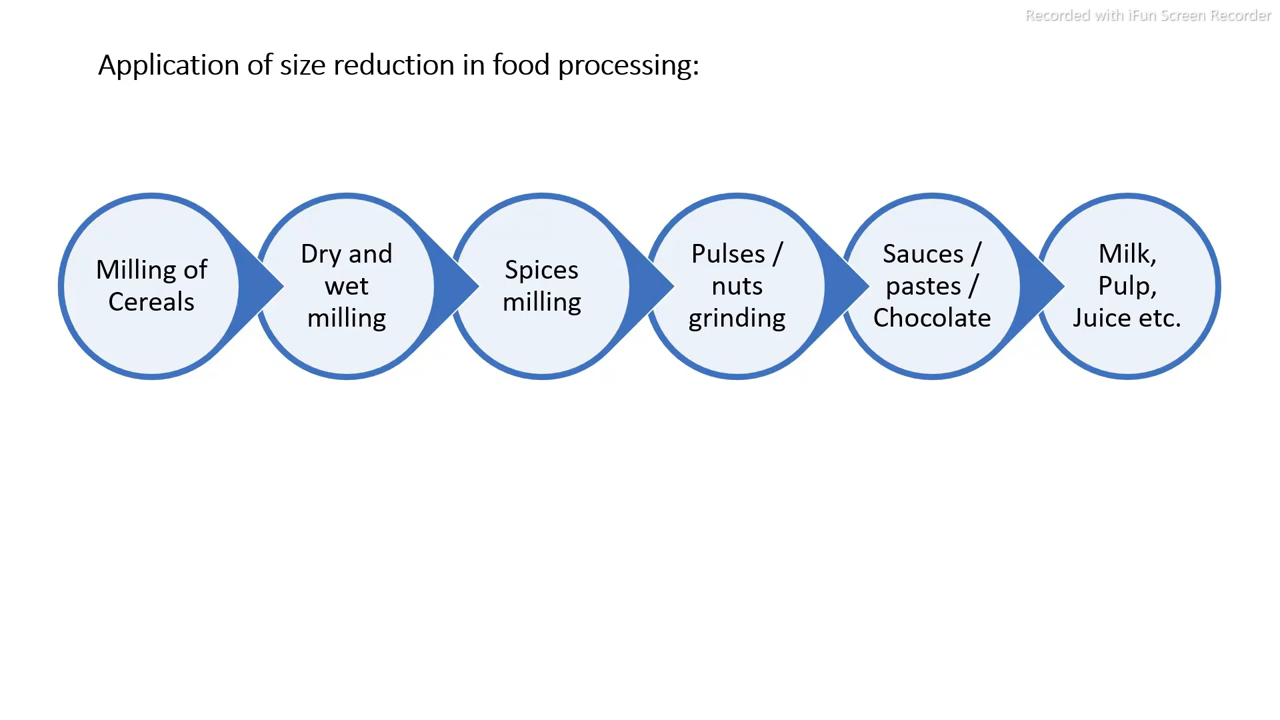 Recorded with iFun Screen Recorder
Application of size reduction in food processing:
Milling of
Cereals
Dry and
wet
milling
Spices
milling
Pulses /
nuts
grinding
Sauces /
pastes /
Chocolate
Milk,
Pulp,
Juice etc.